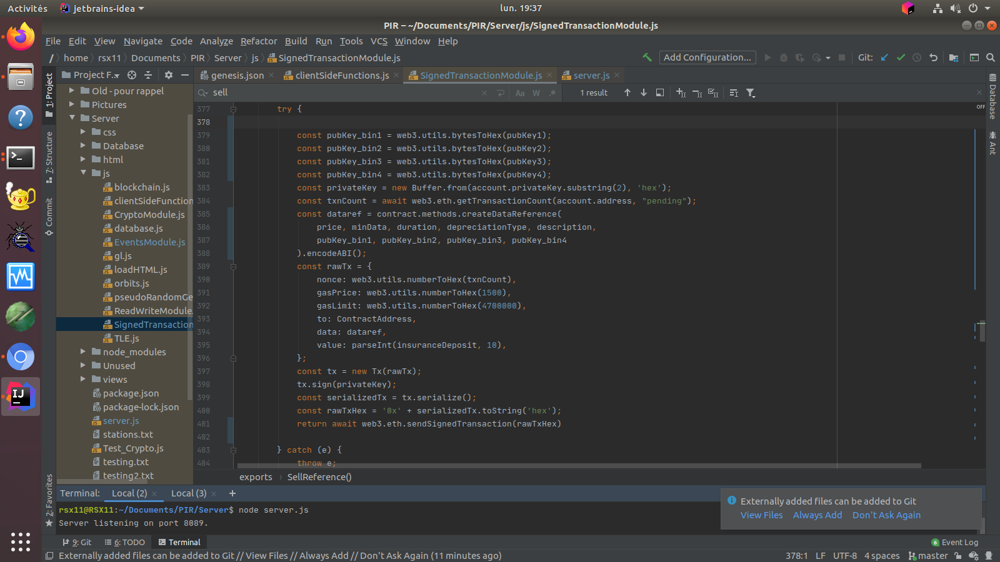 Activités
jetbrains-idea
lun. 19:37
PIR – ~/Documents/PIR/Server/js/SignedTransactionModule.js
File Edit View Navigate Code Analyze Refactor Build Run Tools VCS Window Help
/ home rsx11 Documents PIR Server js SignedTransactionModule.js
Add Configuration...
Git:
Project F...
genesis.json
clientSideFunctions.js
SignedTransactionModule.js
server.js
1: Project
7: Structure
Commit
2: Favorites
Old - pour rappel
Pictures
Server
css
Database
html
js
blockchain.js
clientSideFunction
CryptoModule.js
database.js
EventsModule.js
gl.js
loadHTML.js
orbits.js
pseudoRandomGe
ReadWriteModule.
SignedTransaction
TLE.js
node_modules
Unused
views
package.json
package-lock.json
server.js
stations.txt
Test_Crypto.js
testing.txt
testing2.txt
sell
Aa W .*
1 result
OFF
Database
Ant
377 try {
378
379 const pubKey_bin1 = web3.utils.bytesToHex(pubKey1);
380 const pubKey_bin2 = web3.utils.bytesToHex(pubKey2);
381 const pubKey_bin3 = web3.utils.bytesToHex(pubKey3);
382 const pubKey_bin4 = web3.utils.bytesToHex(pubKey4);
383 const privateKey = new Buffer.from(account.privateKey.substring(2), 'hex');
384 const txnCount = await web3.eth.getTransactionCount(account.address, "pending");
385 const dataref = contract.methods.createDataReference(
386 price, minData, duration, depreciationType, description,
387 pubKey_bin1, pubKey_bin2, pubKey_bin3, pubKey_bin4
388 ).encodeABI();
389 const rawTx = {
390 nonce: web3.utils.numberToHex(txnCount),
391 gasPrice: web3.utils.numberToHex(1500),
392 gasLimit: web3.utils.numberToHex(4700000),
393 to: ContractAddress,
394 data: dataref,
395 value: parseInt(insuranceDeposit, 10),
396 };
397 const tx = new Tx(rawTx);
398 tx.sign(privateKey);
399 const serializedTx = tx.serialize();
400 const rawTxHex = '0x' + serializedTx.toString('hex');
401 return await web3.eth.sendSignedTransaction(rawTxHex)
402
403 } catch (e) {
404 throw e;
exports SellReference()
Terminal: Local (2) Local (3) +
rsx11@RSX11:~/Documents/PIR/Server$ node server.js
Server listening on port 8089.
Externally added files can be added to Git
View Files Always Add Don't Ask Again
9: Git 6: TODO Terminal
6 Event Log
Externally added files can be added to Git // View Files // Always Add // Don't Ask Again (11 minutes ago)
378:1 LF UTF-8 4 spaces master